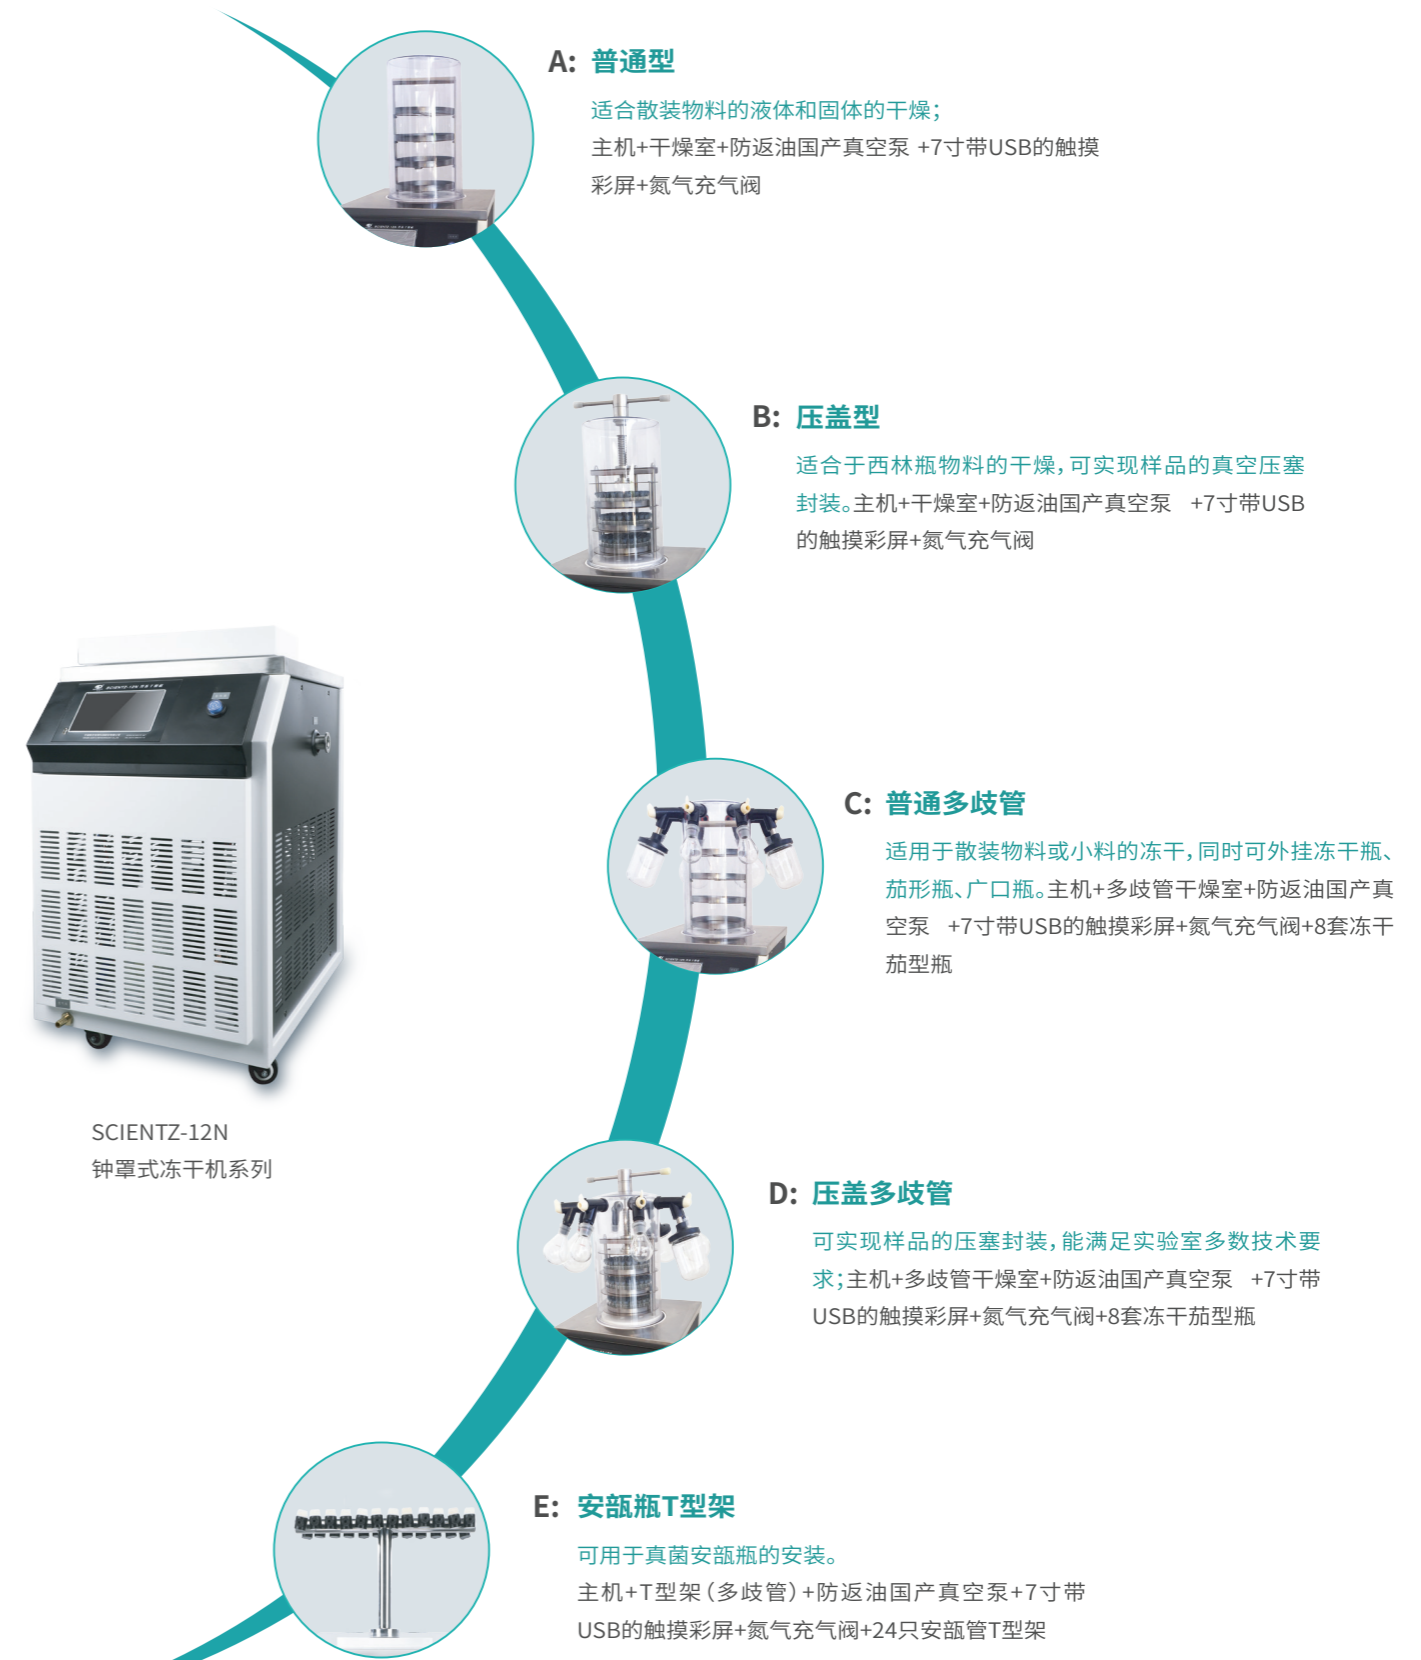 A: 普通型
适合散装物料的液体和固体的干燥；
主机+干燥室+防返油国产真空泵 +7寸带USB的触摸
彩屏+氮气充气阀
B: 压盖型
适合于西林瓶物料的干燥，可实现样品的真空压塞
封装。主机+干燥室+防返油国产真空泵 +7寸带USB
的触摸彩屏+氮气充气阀
C: 普通多歧管
适用于散装物料或小料的冻干，同时可外挂冻干瓶、
茄形瓶、广口瓶。主机+多歧管干燥室+防返油国产真
空泵 +7寸带USB的触摸彩屏+氮气充气阀+8套冻干
茄型瓶
SCIENTZ-12N
SCIENTZ-12N
钟罩式冻干机系列
D: 压盖多歧管
可实现样品的压塞封装，能满足实验室多数技术要
求；主机+多歧管干燥室+防返油国产真空泵 +7寸带
USB的触摸彩屏+氮气充气阀+8套冻干茄型瓶
E: 安瓿瓶T型架
可用于真菌安瓿瓶的安装。
主机+T型架（多歧管）+防返油国产真空泵+7寸带
USB的触摸彩屏+氮气充气阀+24只安瓿管T型架